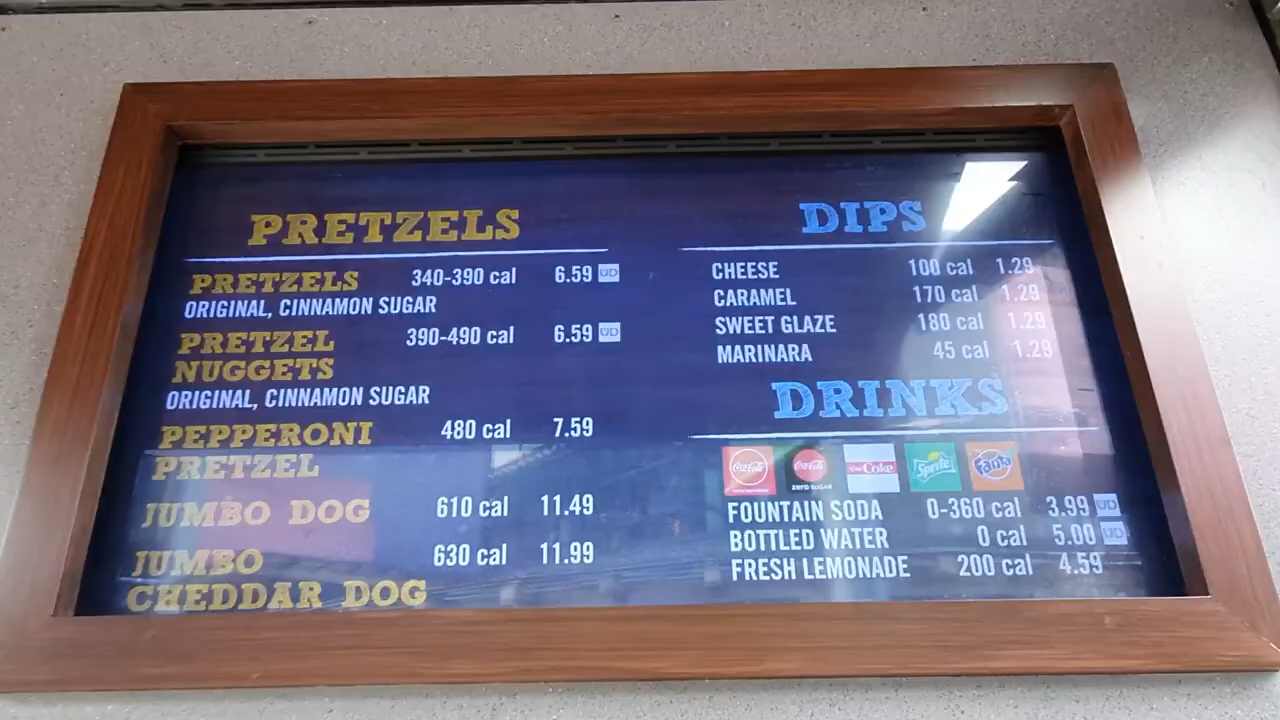 PRETZELS
PRETZELS 340-390 cal 6.59 UD
ORIGINAL, CINNAMON SUGAR
PRETZEL 390-490 cal 6.59 UD
NUGGETS
ORIGINAL, CINNAMON SUGAR
PEPPERONI 480 cal 7.59
PRETZEL
JUMBO DOG 610 cal 11.49
JUMBO 630 cal 11.99
CHEDDAR DOG
DIPS
CHEESE 100 cal 1.29
CARAMEL 170 cal 1.29
SWEET GLAZE 180 cal 1.29
MARINARA 45 cal 1.29
DRINKS
Coca-Cola Coca-Cola ZERO SUGAR Coke Sprite Fanta
FOUNTAIN SODA 0-360 cal 3.99 UD
BOTTLED WATER 0 cal 5.00 UD
FRESH LEMONADE 200 cal 4.59